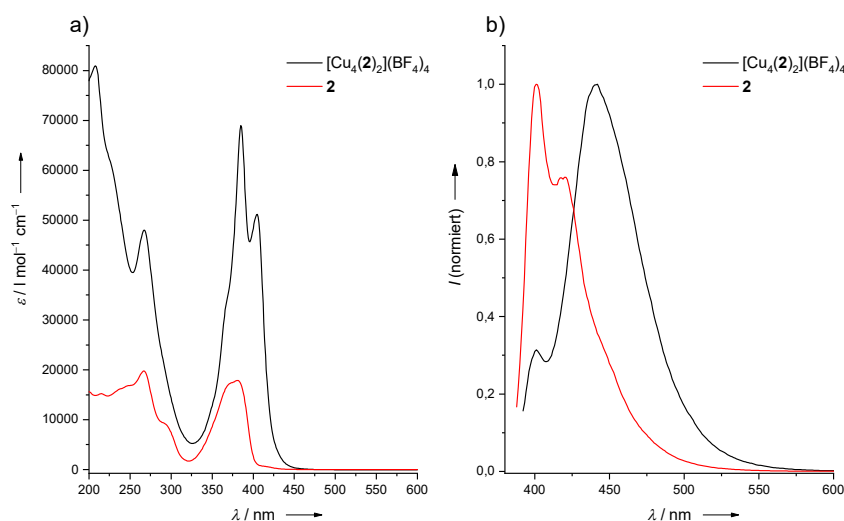 a)
[Cu₄(2)₂](BF₄)₄
2
80000
70000
60000
50000
40000
30000
20000
10000
0
ε / l mol⁻¹ cm⁻¹
200 250 300 350 400 450 500 550 600
λ / nm
b)
[Cu₄(2)₂](BF₄)₄
2
1,0
0,8
0,6
0,4
0,2
0,0
I (normiert)
400 450 500 550 600
λ / nm